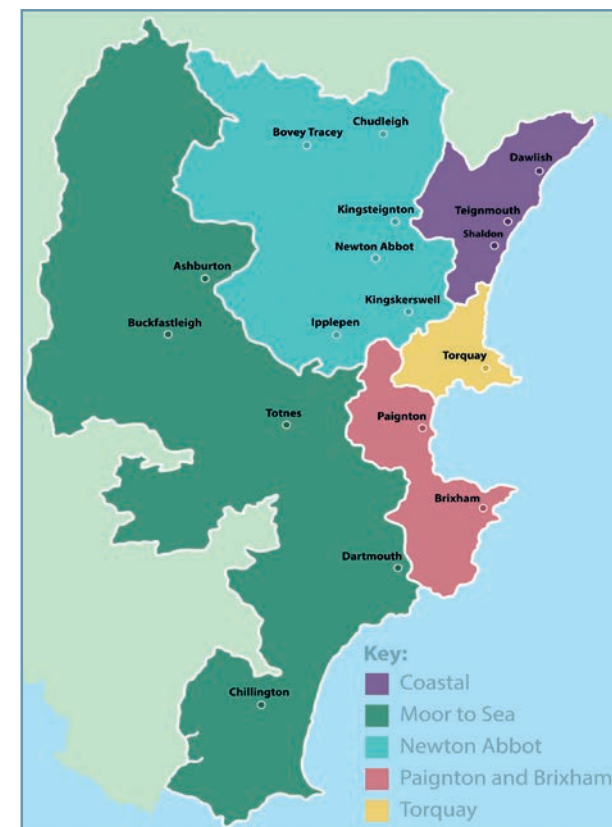 Chudleigh
Bovey Tracey
Dawlish
Kingsteignton
Teignmouth
Shaldon
Newton Abbot
Ashburton
Kingskerswell
Buckfastleigh
Ipplepen
Torquay
Totnes
Paignton
Brixham
Dartmouth
Chillington
Key:
Coastal
Moor to Sea
Newton Abbot
Paignton and Brixham
Torquay